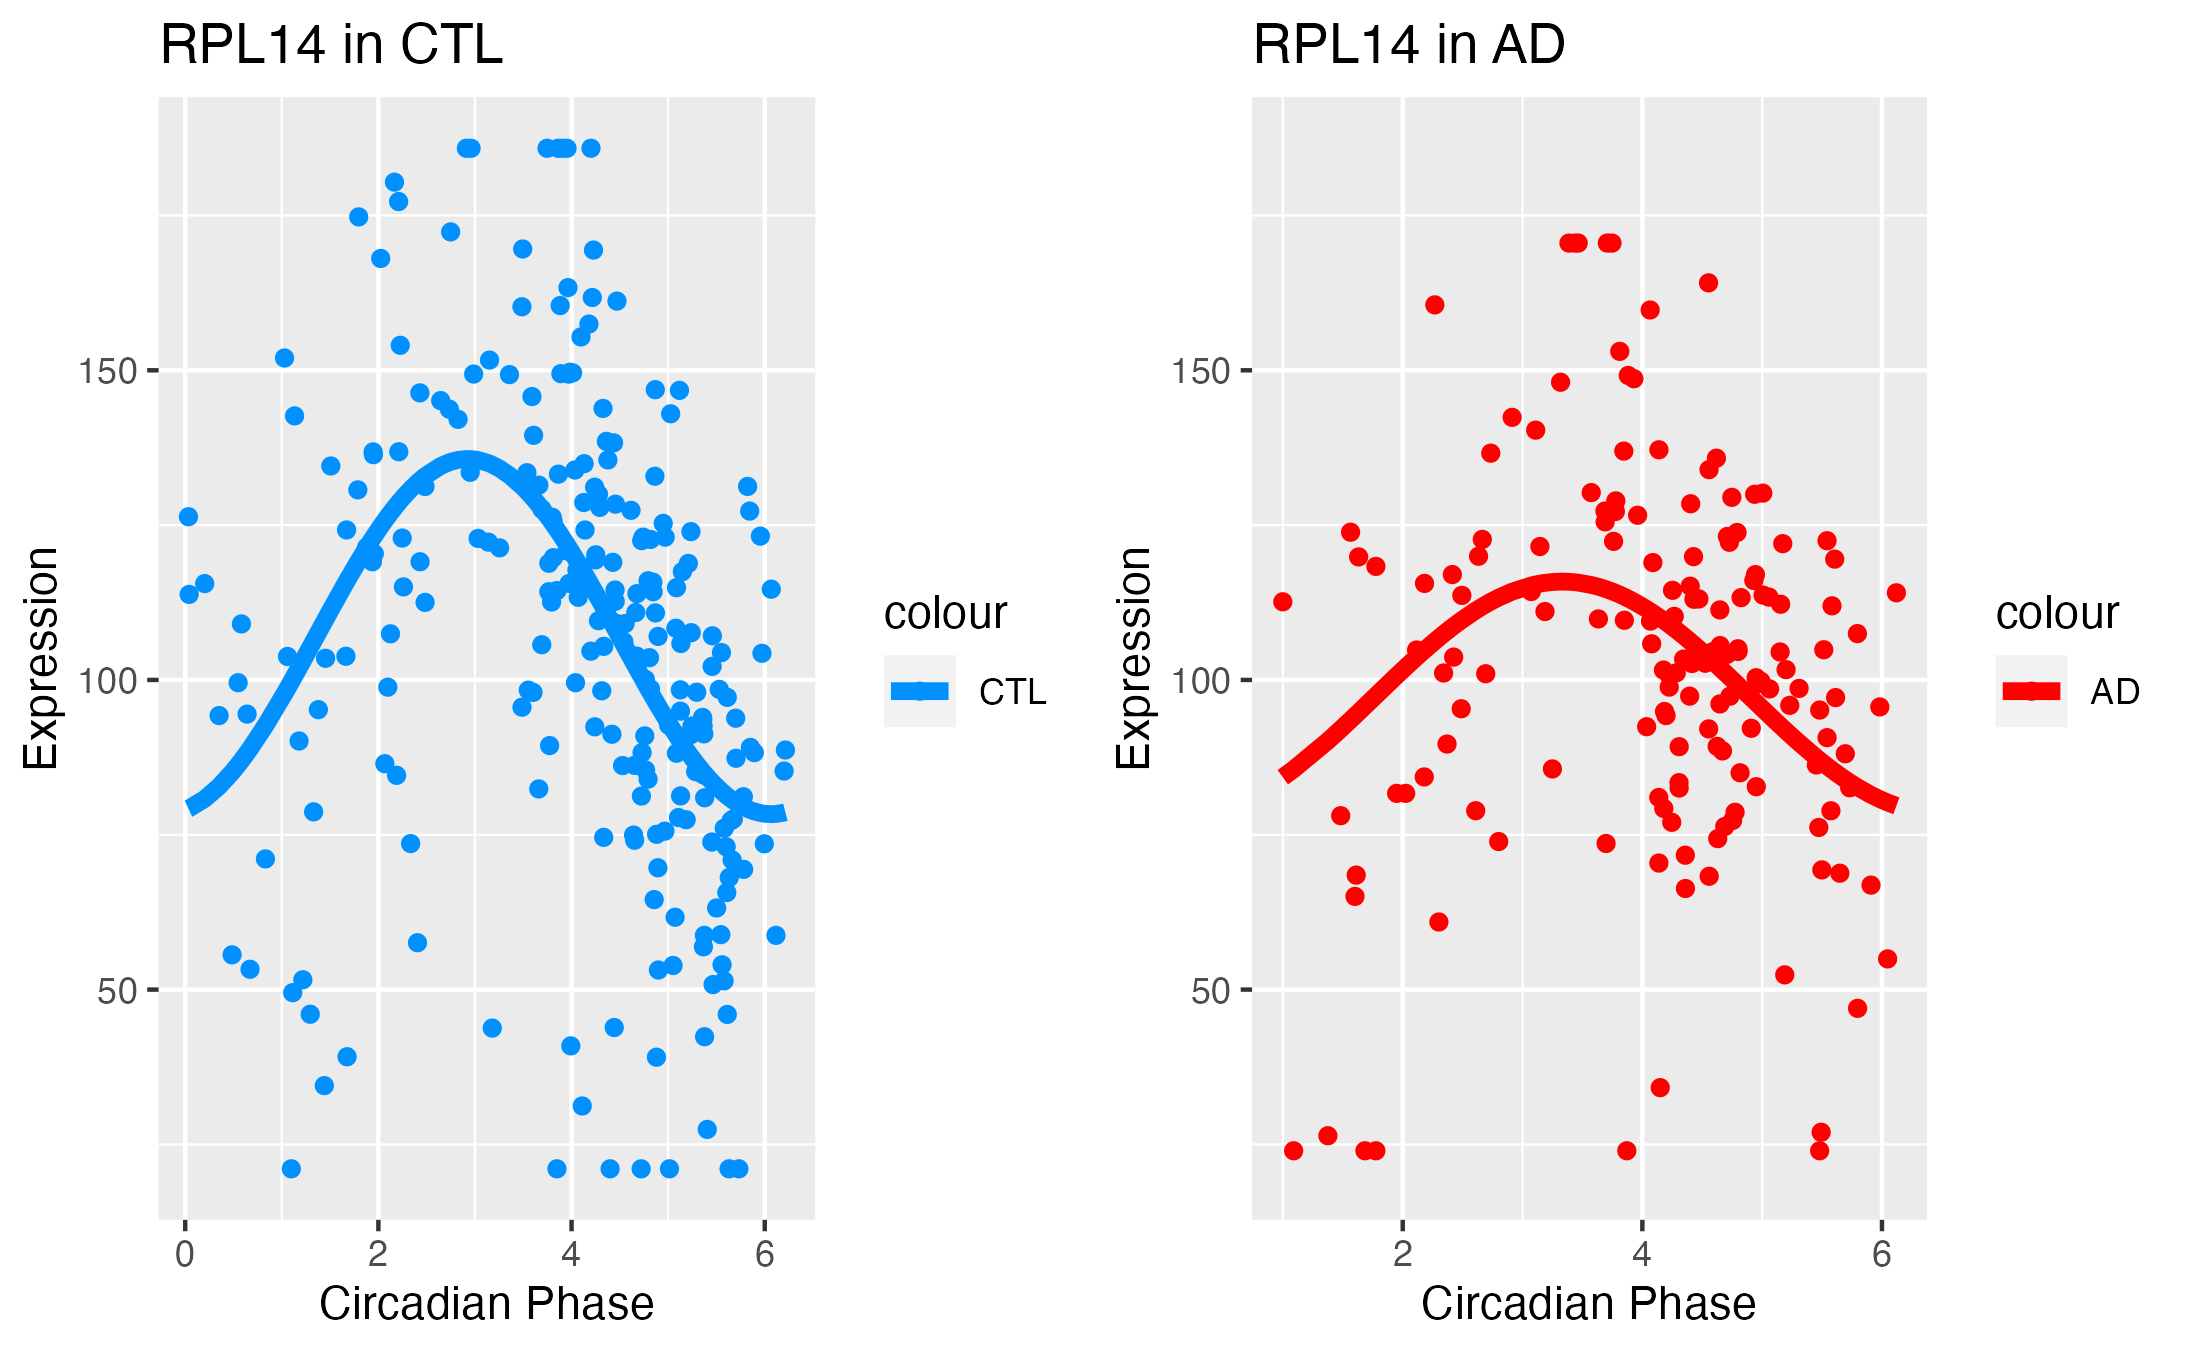 RPL14 in CTL
Expression
150
100
50
0 2 4 6
Circadian Phase
colour
CTL
RPL14 in AD
Expression
150
100
50
2 4 6
Circadian Phase
colour
AD